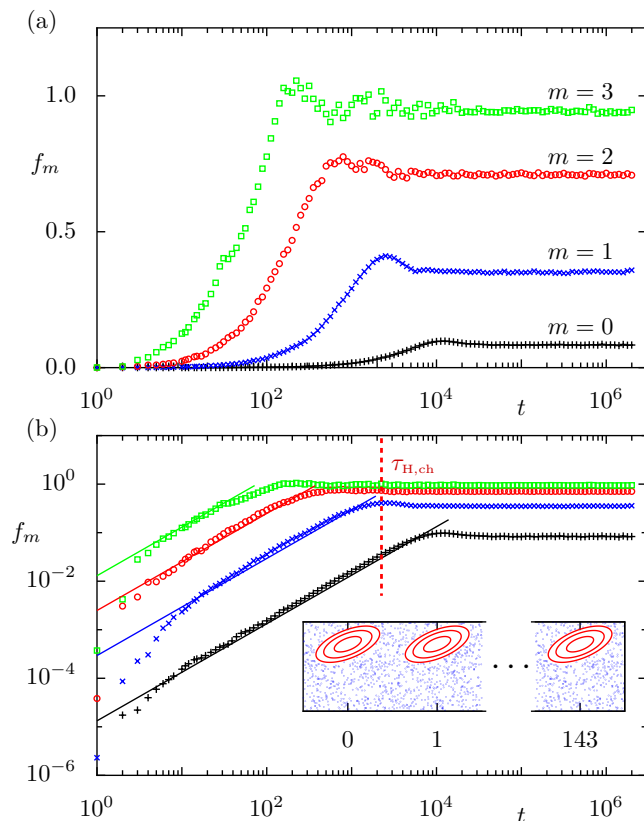 (a)
1.0
f_m
0.5
0.0
m = 3
m = 2
m = 1
m = 0
10^0 10^2 10^4 t 10^6
(b)
10^0
f_m
10^−2
10^−4
10^−6
τ_H,ch
. . .
0 1 143
10^0 10^2 10^4 t 10^6